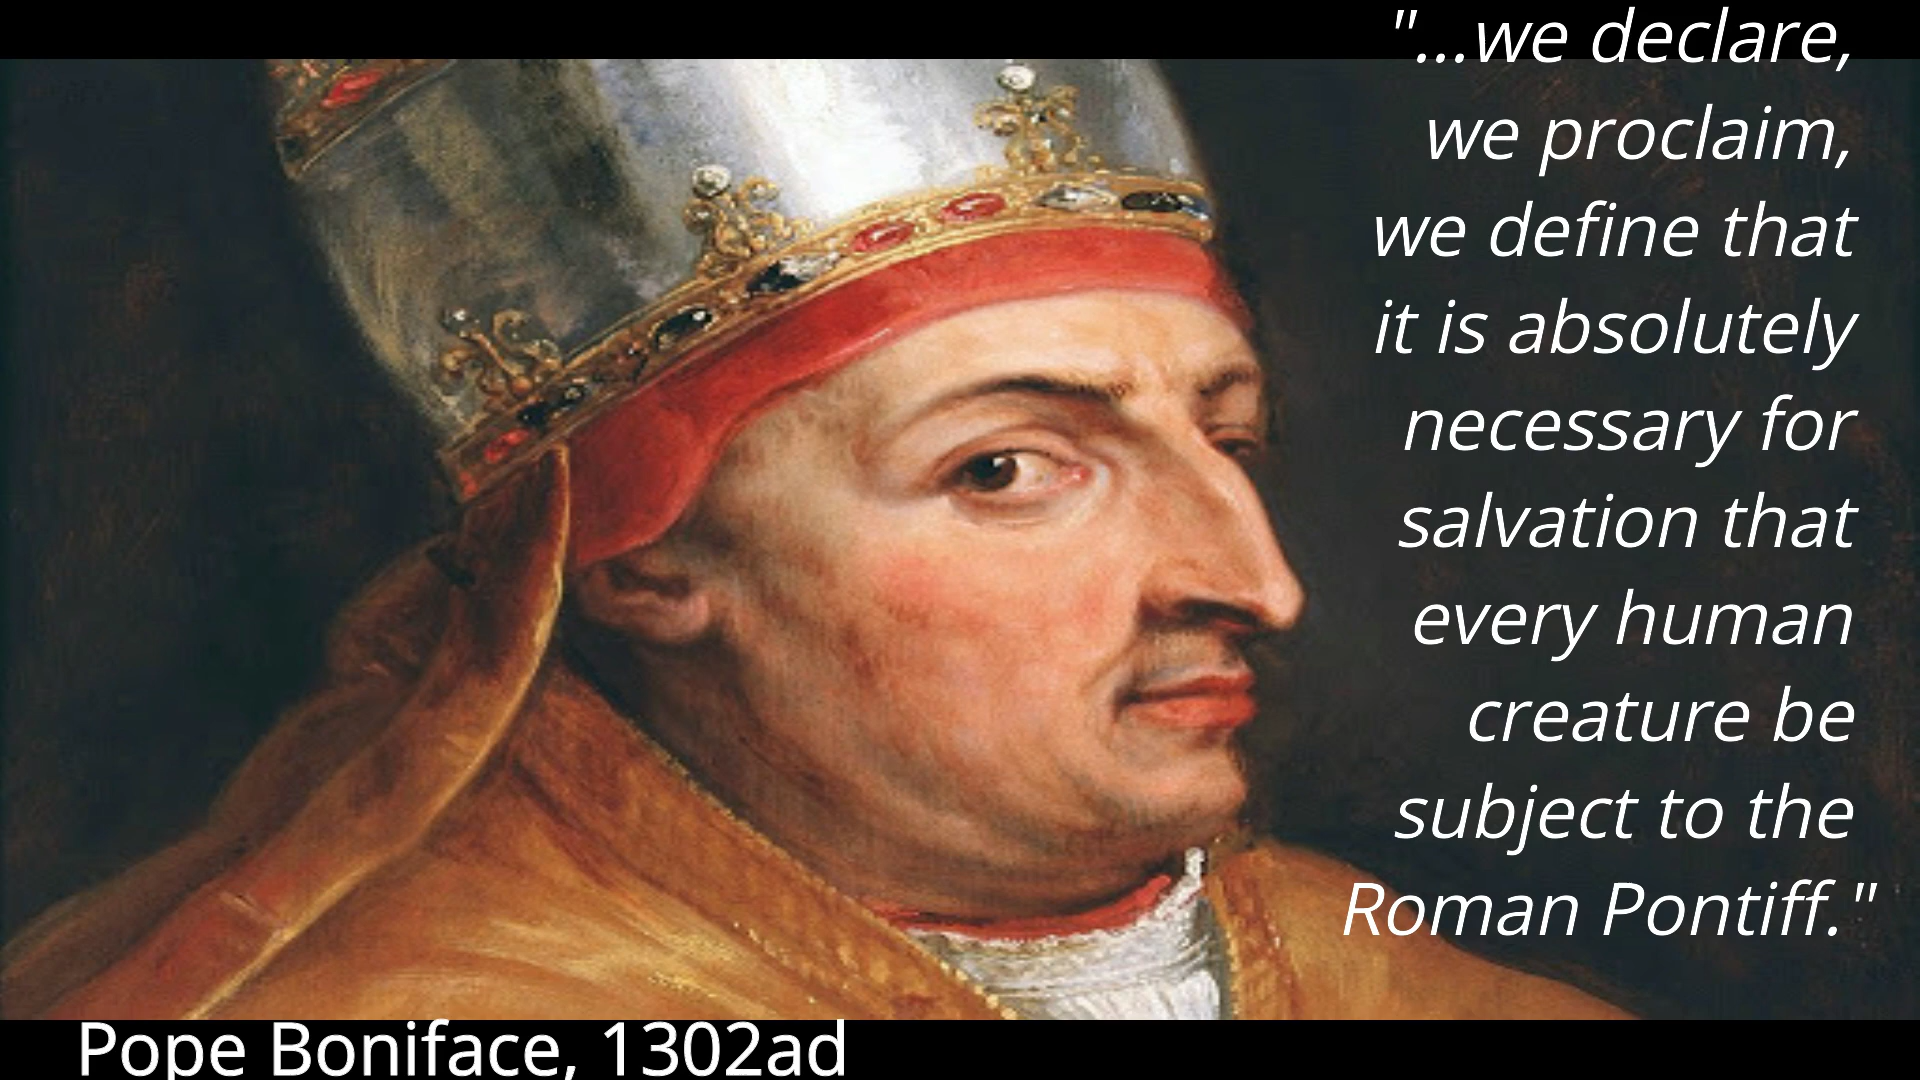 "...we declare,
we proclaim,
we define that
it is absolutely
necessary for
salvation that
every human
creature be
subject to the
Roman Pontiff."
Pope Boniface, 1302ad